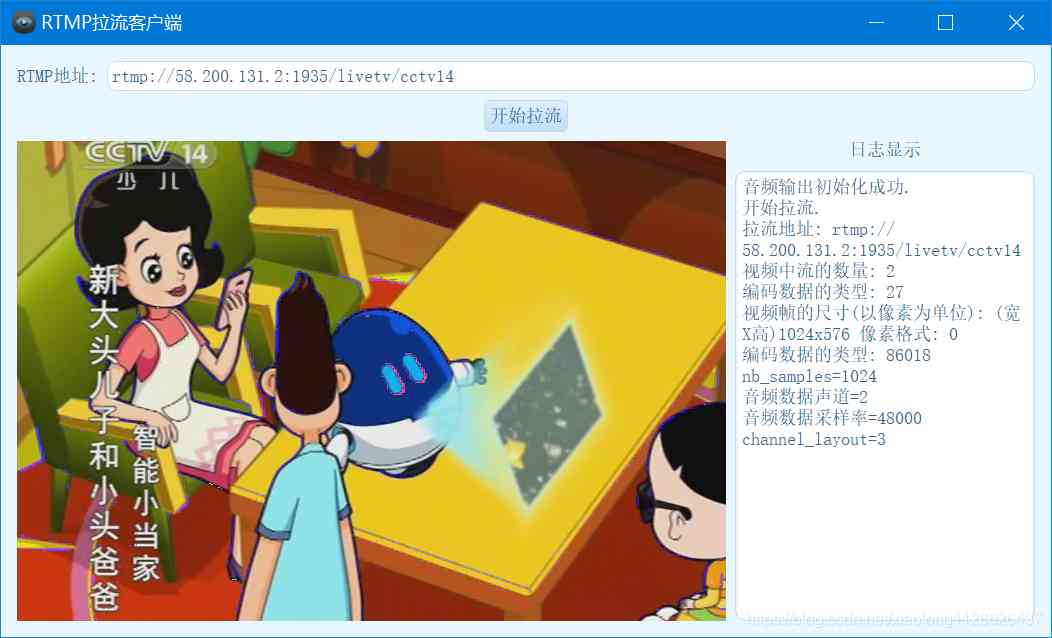 RTMP拉流客户端
RTMP地址: rtmp://58.200.131.2:1935/livetv/cctv14
开始拉流
CCTV 14
少儿
新大头儿子和小头爸爸
智能小当家
日志显示
音频输出初始化成功.
开始拉流.
拉流地址: rtmp://
58.200.131.2:1935/livetv/cctv14
视频中流的数量: 2
编码数据的类型: 27
视频帧的尺寸(以像素为单位): (宽
X高)1024x576 像素格式: 0
编码数据的类型: 86018
nb_samples=1024
音频数据声道=2
音频数据采样率=48000
channel_layout=3